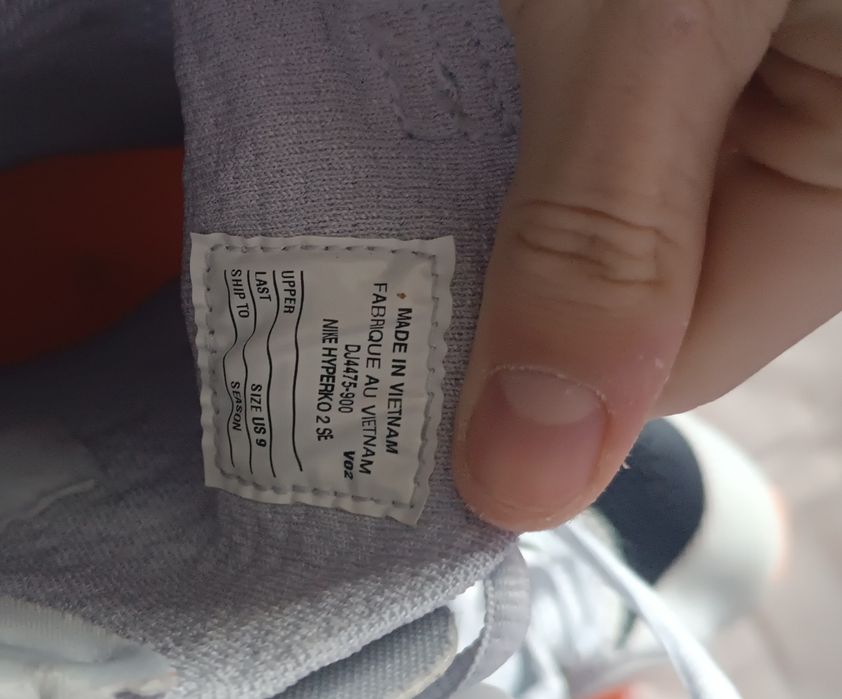 MADE IN VIETNAM
FABRIQUE AU VIETNAM
DJ4475-900 V02
NIKE HYPERKO 2 SE
UPPER
LAST SIZE US 9
SHIP TO SEASON